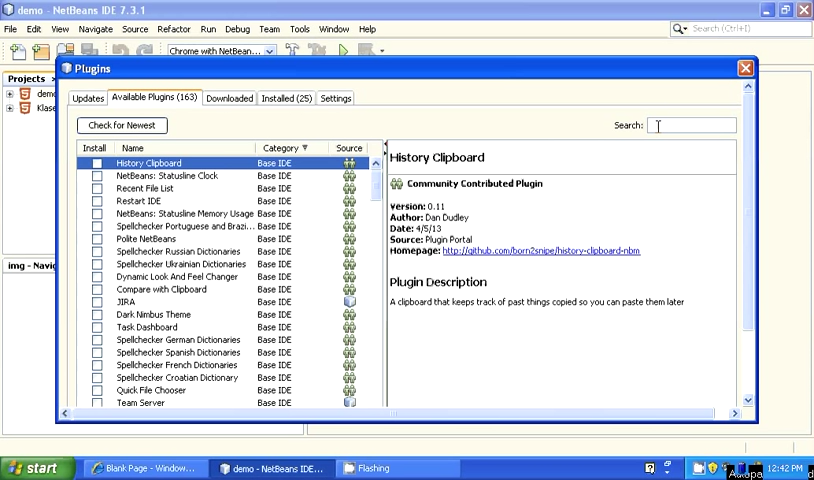 demo - NetBeans IDE 7.3.1
File Edit View Navigate Source Refactor Run Debug Team Tools Window Help
Search (Ctrl+I)
Chrome with NetBean...
Projects
Plugins
Updates Available Plugins (163) Downloaded Installed (25) Settings
Check for Newest
Search:
Install Name Category Source
History Clipboard Base IDE
NetBeans: Statusline Clock Base IDE
Recent File List Base IDE
Restart IDE Base IDE
NetBeans: Statusline Memory Usage Base IDE
Spellchecker Portuguese and Brazi... Base IDE
Polite NetBeans Base IDE
Spellchecker Russian Dictionaries Base IDE
Spellchecker Ukrainian Dictionaries Base IDE
Dynamic Look And Feel Changer Base IDE
Compare with Clipboard Base IDE
JIRA Base IDE
Dark Nimbus Theme Base IDE
Task Dashboard Base IDE
Spellchecker German Dictionaries Base IDE
Spellchecker Spanish Dictionaries Base IDE
Spellchecker French Dictionaries Base IDE
Spellchecker Croatian Dictionary Base IDE
Quick File Chooser Base IDE
Team Server Base IDE
History Clipboard
Community Contributed Plugin
Version: 0.11
Author: Dan Dudley
Date: 4/5/13
Source: Plugin Portal
Homepage: http://github.com/born2snipe/history-clipboard-nbm
Plugin Description
A clipboard that keeps track of past things copied so you can paste them later
demo
Klase
img - Navig
start
Blank Page - Window...
demo - NetBeans IDE...
Flashing
12:42 PM